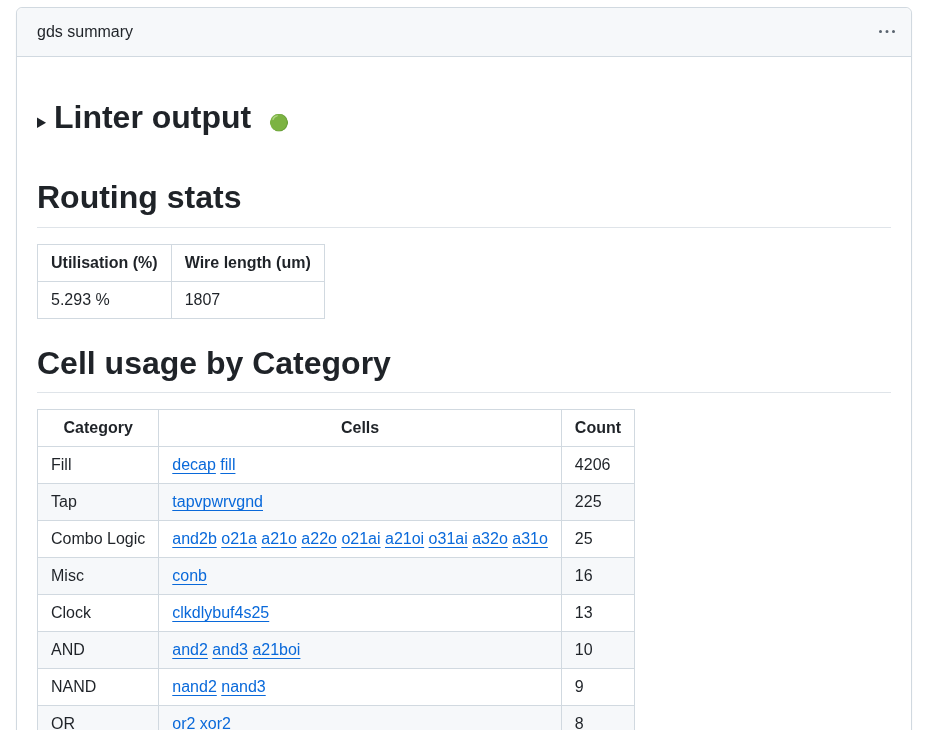 gds summary
Linter output
Routing stats
Utilisation (%) Wire length (um)
5.293 % 1807
Cell usage by Category
Category Cells Count
Fill decap fill 4206
Tap tapvpwrvgnd 225
Combo Logic and2b o21a a21o a22o o21ai a21oi o31ai a32o a31o 25
Misc conb 16
Clock clkdlybuf4s25 13
AND and2 and3 a21boi 10
NAND nand2 nand3 9
OR or2 xor2 8